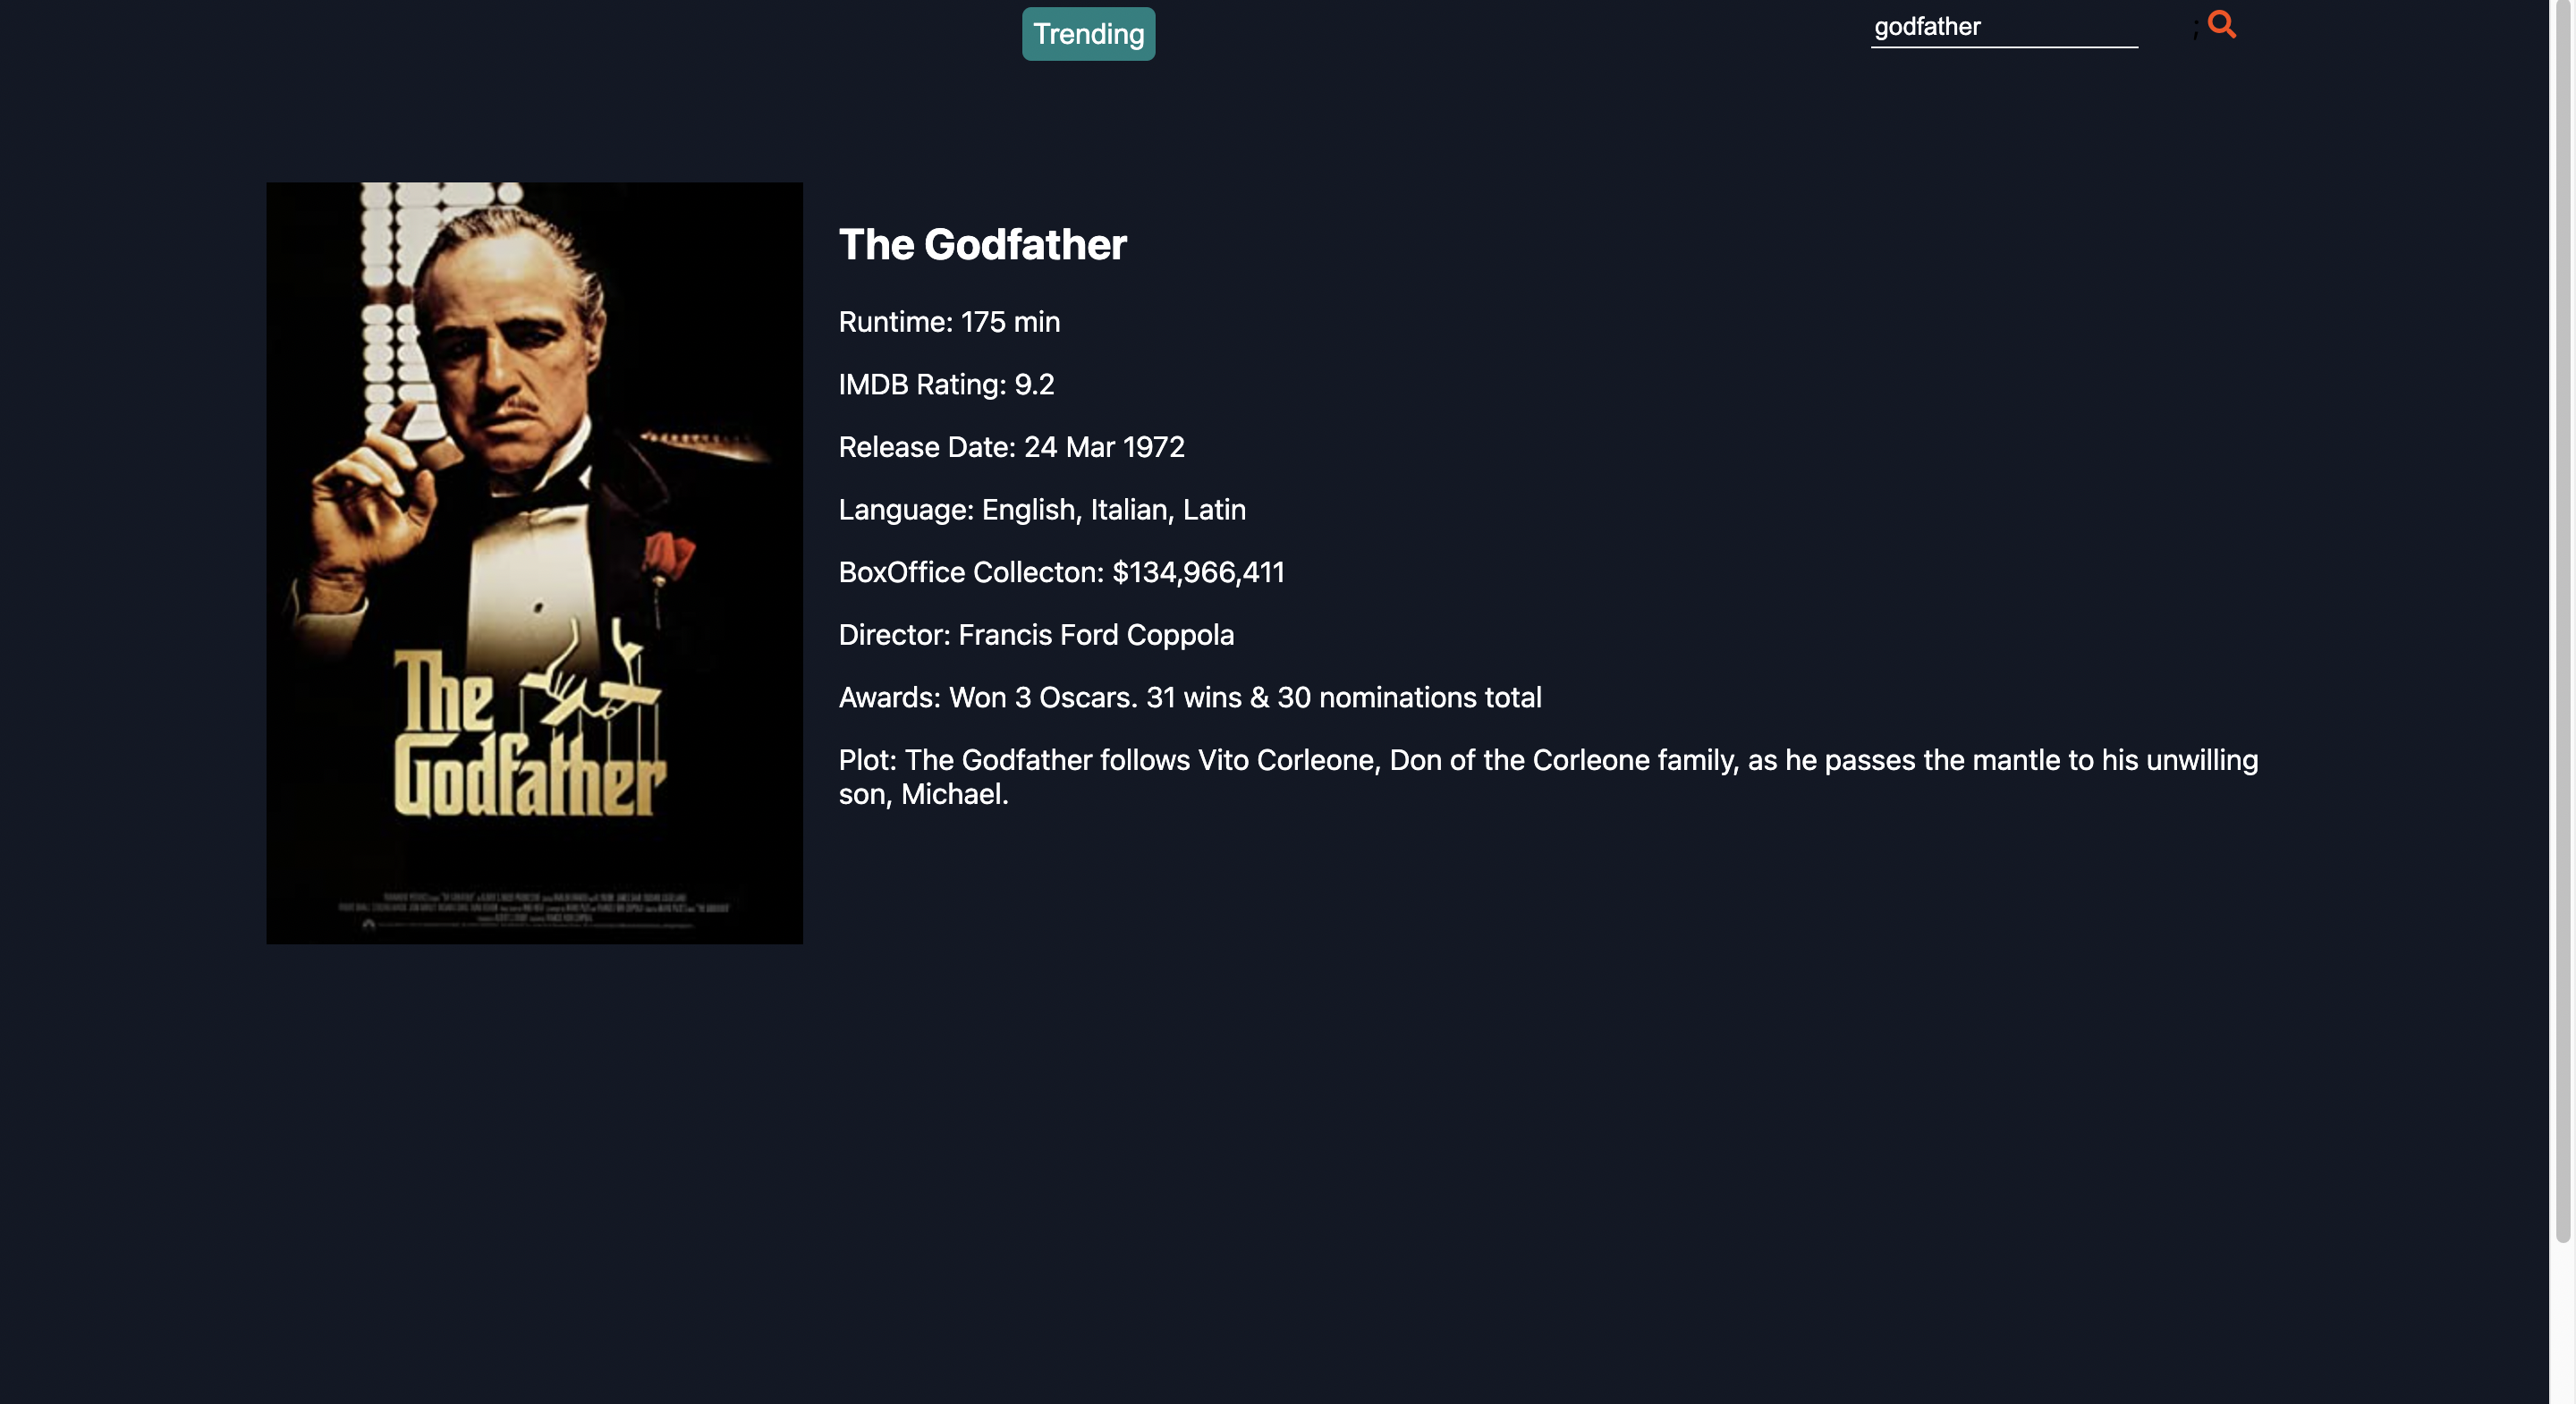 Trending
godfather
;
The Godfather
Runtime: 175 min
IMDB Rating: 9.2
Release Date: 24 Mar 1972
Language: English, Italian, Latin
BoxOffice Collecton: $134,966,411
Director: Francis Ford Coppola
Awards: Won 3 Oscars. 31 wins & 30 nominations total
Plot: The Godfather follows Vito Corleone, Don of the Corleone family, as he passes the mantle to his unwilling
son, Michael.
The
Godfather